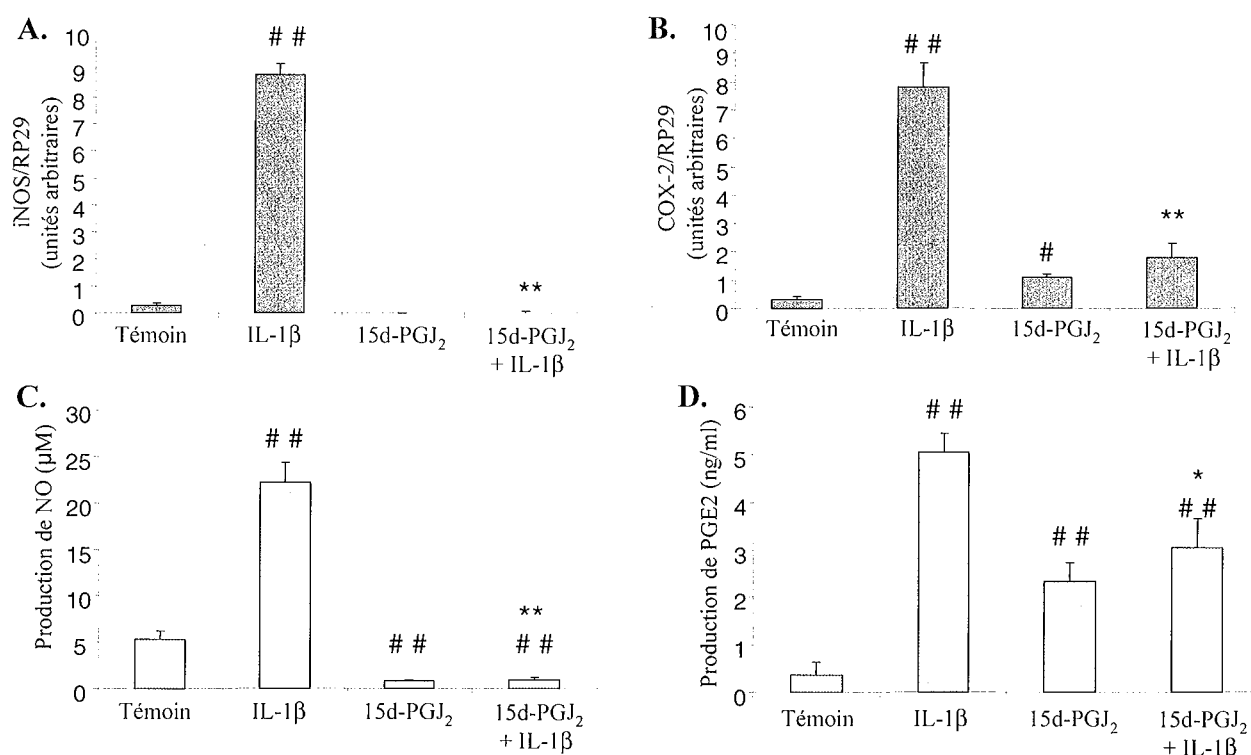 A.
iNOS/RP29
(unités arbitraires)
10
9
8
7
6
5
4
3
2
1
0
# #
**
Témoin
IL-1β
15d-PGJ₂
15d-PGJ₂
+ IL-1β
B.
COX-2/RP29
(unités arbitraires)
10
9
8
7
6
5
4
3
2
1
0
# #
#
**
Témoin
IL-1β
15d-PGJ₂
15d-PGJ₂
+ IL-1β
C.
Production de NO (µM)
30
25
20
15
10
5
0
# #
# #
**
# #
Témoin
IL-1β
15d-PGJ₂
15d-PGJ₂
+ IL-1β
D.
Production de PGE2 (ng/ml)
6
5
4
3
2
1
0
# #
# #
*
# #
Témoin
IL-1β
15d-PGJ₂
15d-PGJ₂
+ IL-1β